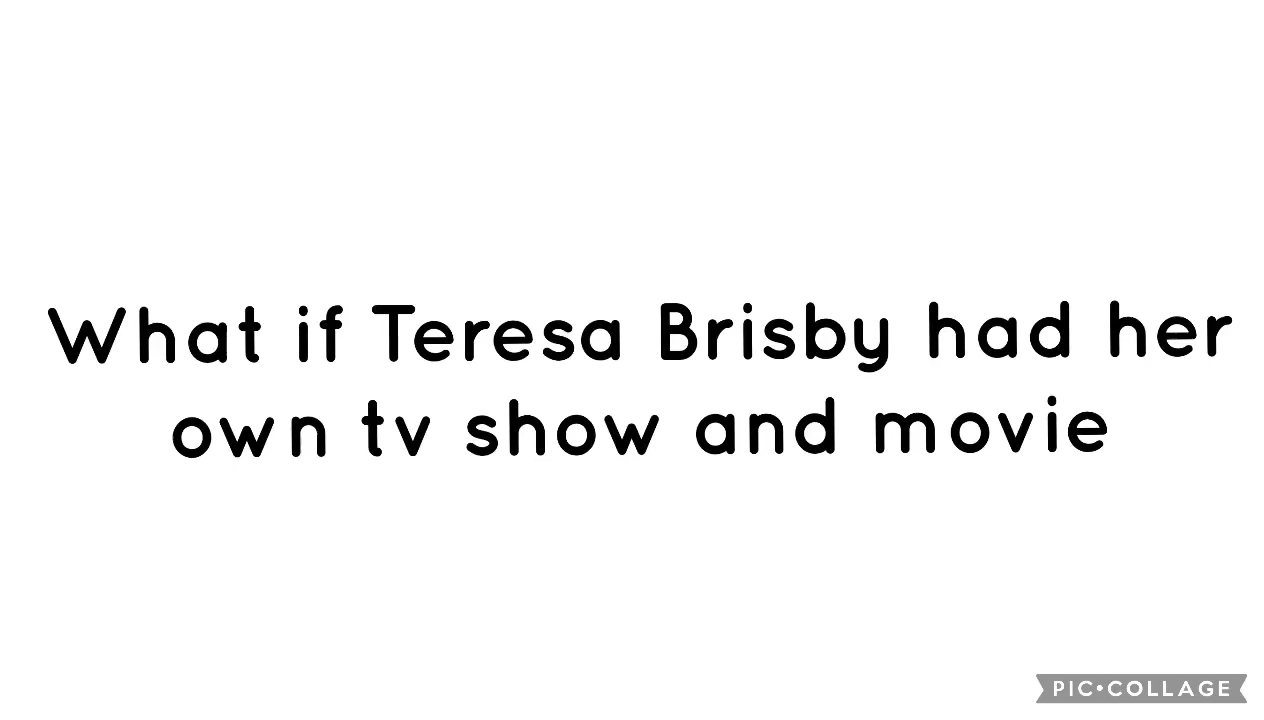 What if Teresa Brisby had her
own tv show and movie
PIC•COLLAGE